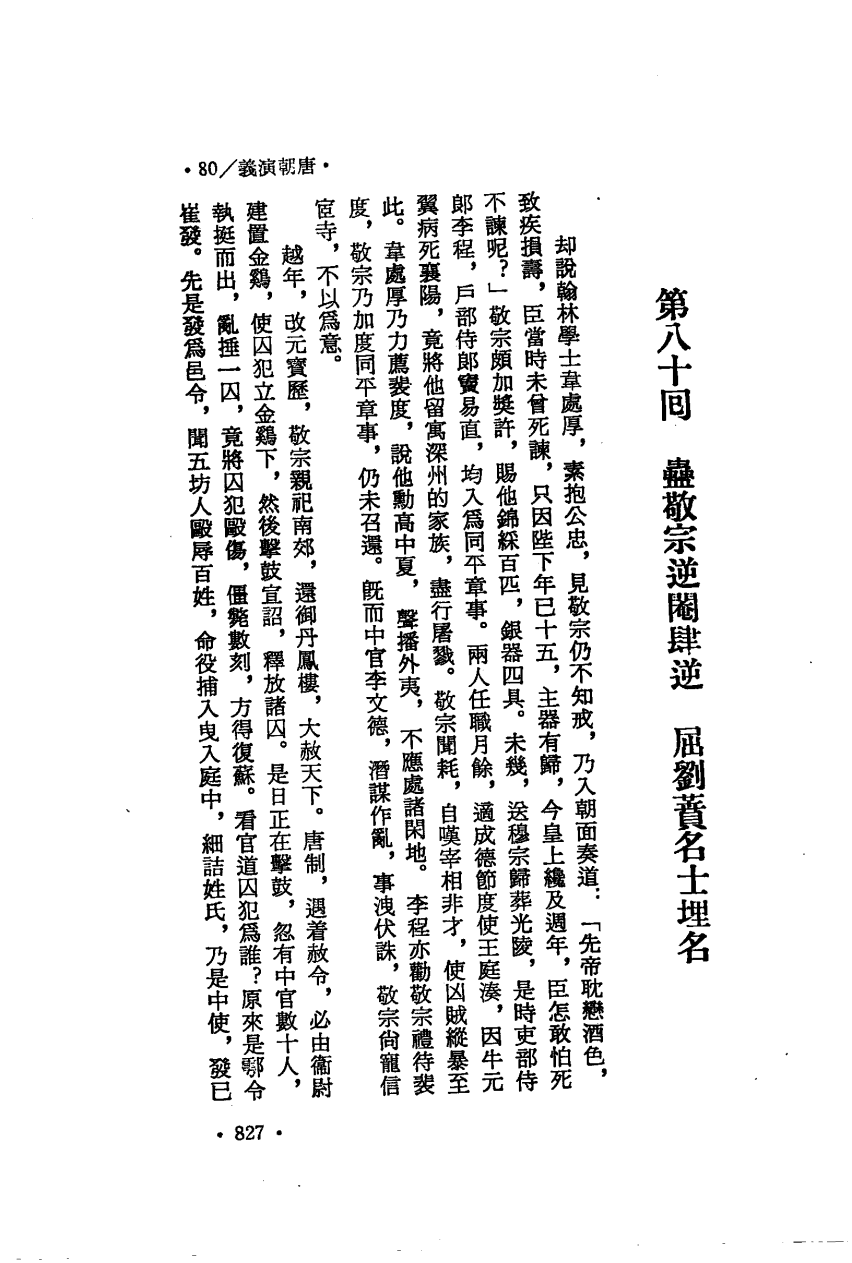 ·唐朝演義／80·
第八十回　蠱敬宗逆閹肆逆　屈劉蕡名士埋名
却說翰林學士韋處厚，素抱公忠，見敬宗仍不知戒，乃入朝面奏道：「先帝耽戀酒色，
致疾損壽，臣當時未曾死諫，只因陛下年已十五，主器有歸，今皇上纔及週年，臣怎敢怕死
不諫呢？」敬宗頗加獎許，賜他錦綵百匹，銀器四具。未幾，送穆宗歸葬光陵，是時吏部侍
郎李程，戶部侍郎竇易直，均入爲同平章事。兩人任職月餘，適成德節度使王庭湊，因牛元
翼病死襄陽，竟將他留寓深州的家族，盡行屠戮。敬宗聞耗，自嘆宰相非才，使凶賊縱暴至
此。韋處厚乃力薦裴度，說他勳高中夏，聲播外夷，不應處諸閑地。李程亦勸敬宗禮待裴
度，敬宗乃加度同平章事，仍未召還。旣而中官李文德，潛謀作亂，事洩伏誅，敬宗尙寵信
宦寺，不以爲意。
越年，改元寶歷，敬宗親祀南郊，還御丹鳳樓，大赦天下。唐制，遇着赦令，必由衞尉
建置金鷄，使囚犯立金鷄下，然後擊鼓宣詔，釋放諸囚。是日正在擊鼓，忽有中官數十人，
執挺而出，亂捶一囚，竟將囚犯毆傷，僵斃數刻，方得復蘇。看官道囚犯爲誰？原來是鄠令
崔發。先是發爲邑令，聞五坊人毆辱百姓，命役捕入曳入庭中，細詰姓氏，乃是中使，發已
·827·